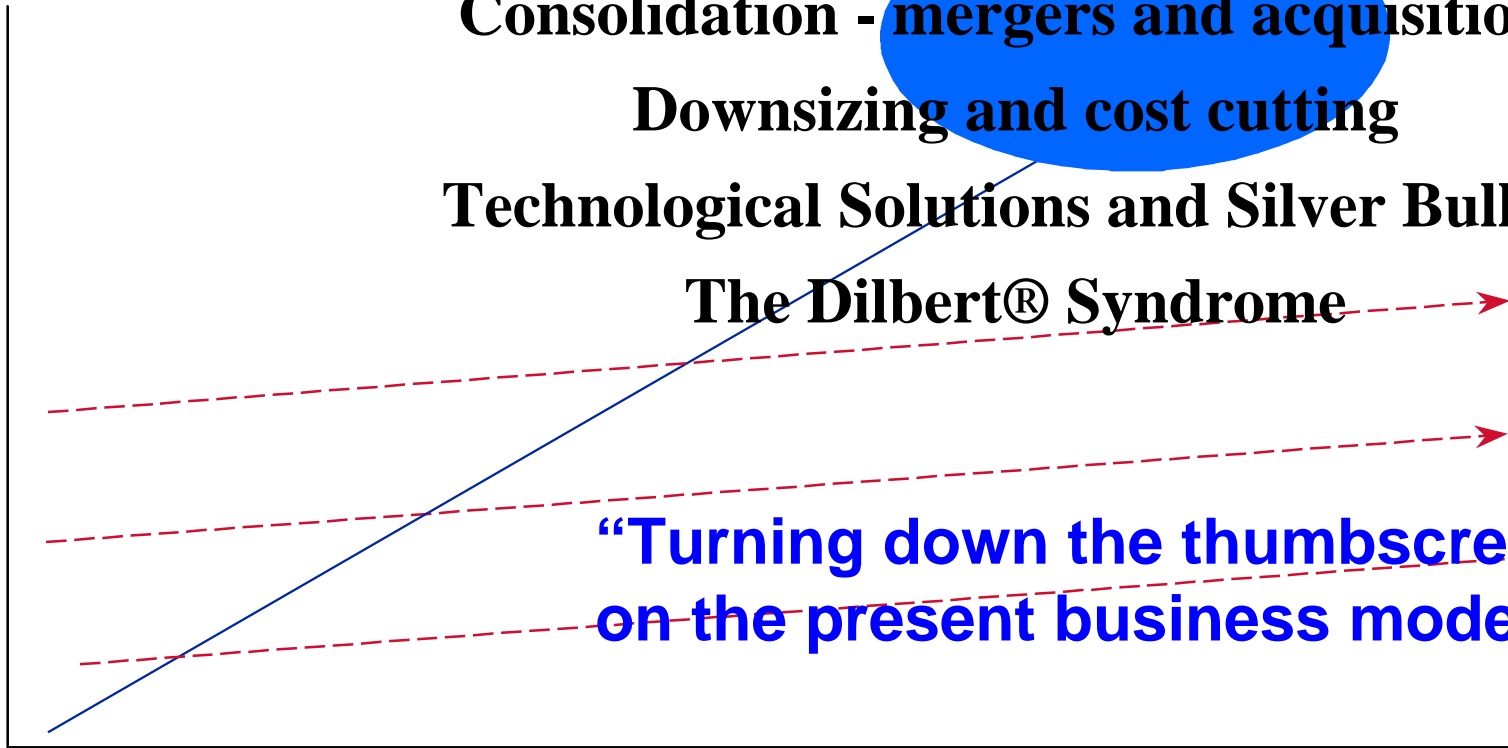 Consolidation - mergers and acquisitio
Downsizing and cost cutting
Technological Solutions and Silver Bull
The Dilbert® Syndrome
“Turning down the thumbscre
on the present business mode